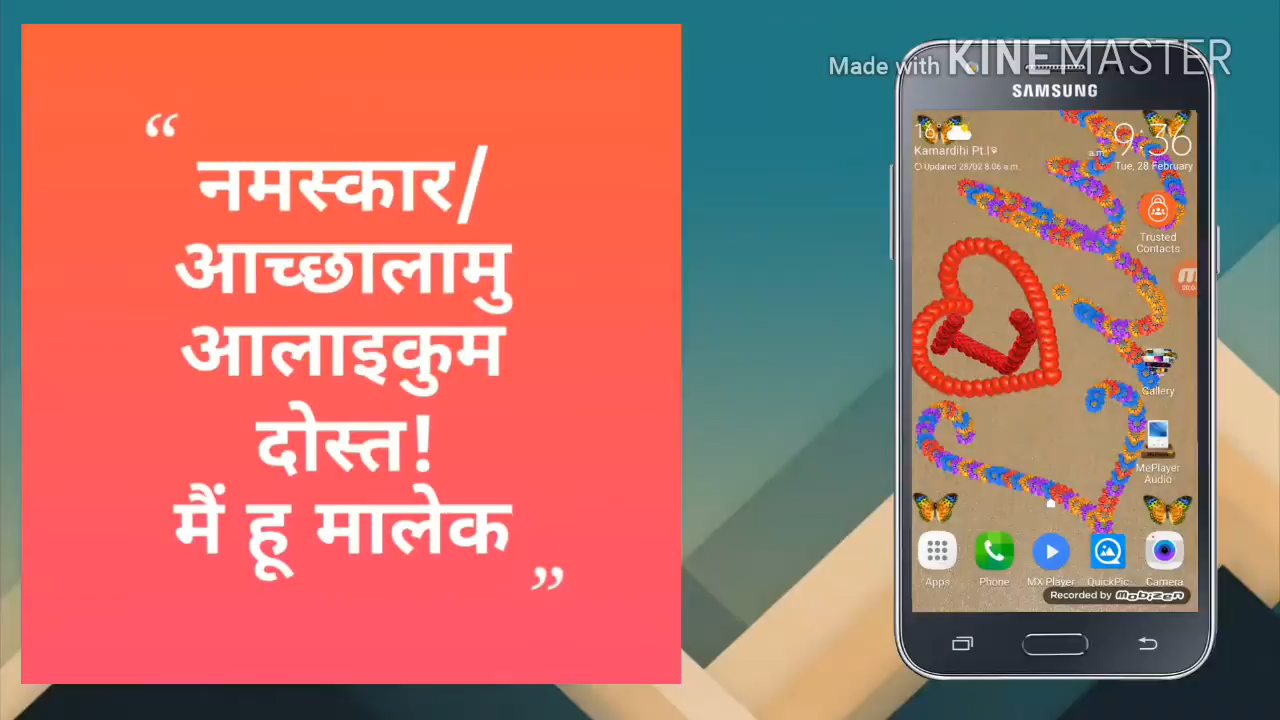 “
नमस्कार/
आच्छालामु
आलाइकुम
दोस्त!
मैं हू मालेक
”
Made with KINEMASTER
SAMSUNG
16°
9:36
a.m.
Kamardihi Pt.I
Updated 28/02 8:06 a.m.
Tue, 28 February
Trusted
Contacts
Gallery
MePlayer
Audio
Apps
Phone
MX Player
QuickPic
Camera
Recorded by Mobizen